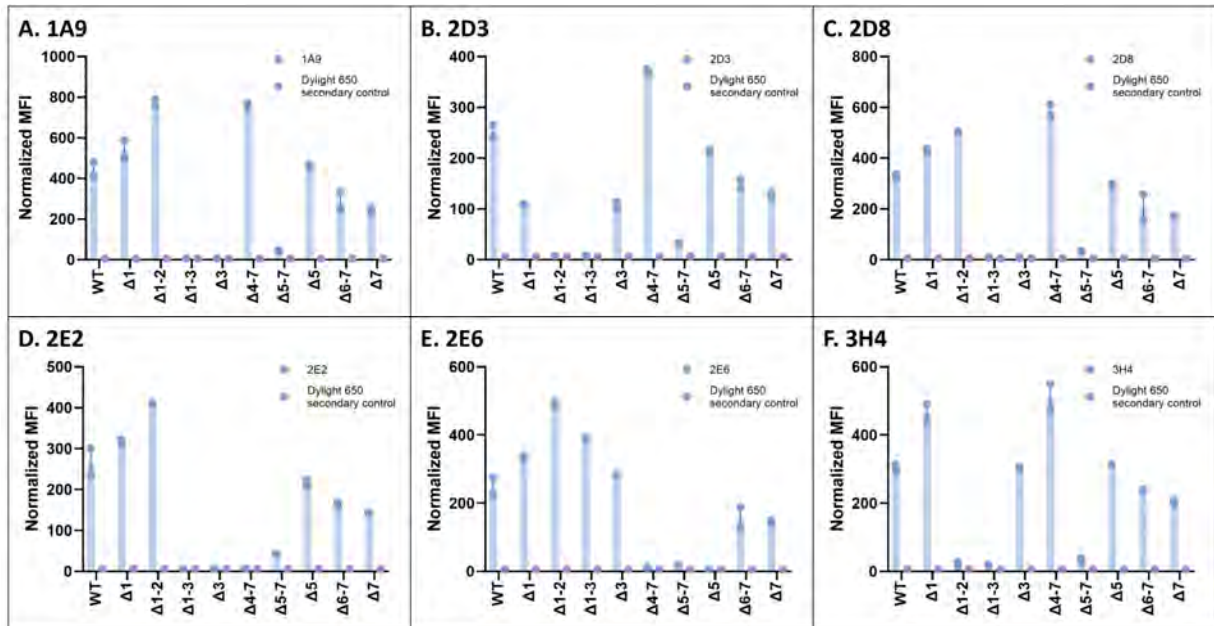 A. 1A9
1A9
Dylight 650
secondary control
Normalized MFI
1000
800
600
400
200
0
WT
Δ1
Δ1-2
Δ1-3
Δ3
Δ4-7
Δ5-7
Δ5
Δ6-7
Δ7
B. 2D3
2D3
Dylight 650
secondary control
Normalized MFI
400
300
200
100
0
WT
Δ1
Δ1-2
Δ1-3
Δ3
Δ4-7
Δ5-7
Δ5
Δ6-7
Δ7
C. 2D8
2D8
Dylight 650
secondary control
Normalized MFI
800
600
400
200
0
WT
Δ1
Δ1-2
Δ1-3
Δ3
Δ4-7
Δ5-7
Δ5
Δ6-7
Δ7
D. 2E2
2E2
Dylight 650
secondary control
Normalized MFI
500
400
300
200
100
0
WT
Δ1
Δ1-2
Δ1-3
Δ3
Δ4-7
Δ5-7
Δ5
Δ6-7
Δ7
E. 2E6
2E6
Dylight 650
secondary control
Normalized MFI
600
400
200
0
WT
Δ1
Δ1-2
Δ1-3
Δ3
Δ4-7
Δ5-7
Δ5
Δ6-7
Δ7
F. 3H4
3H4
Dylight 650
secondary control
Normalized MFI
600
400
200
0
WT
Δ1
Δ1-2
Δ1-3
Δ3
Δ4-7
Δ5-7
Δ5
Δ6-7
Δ7